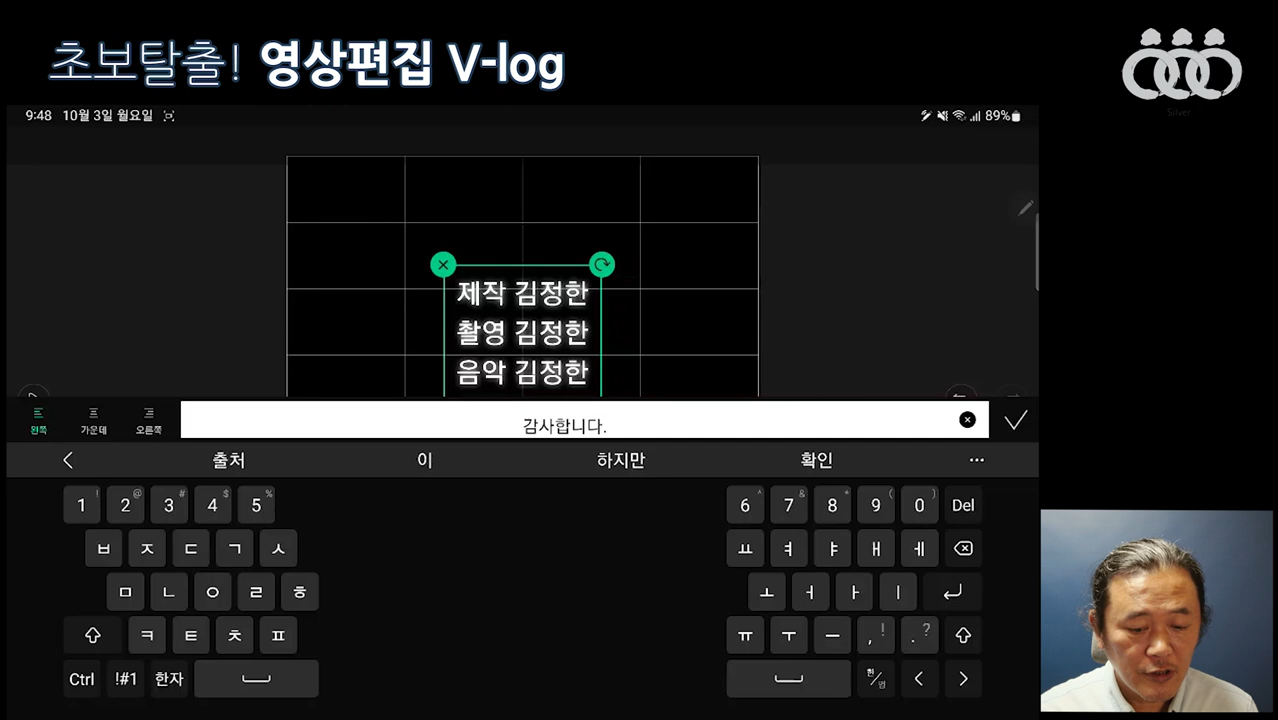 초보탈출! 영상편집 V-log
Silver
9:48 10월 3일 월요일
89%
제작 김정한
촬영 김정한
음악 김정한
왼쪽 가운데 오른쪽
감사합니다.
출처 이 하지만 확인 ...
1 ! 2 @ 3 # 4 $ 5 % 6 ^ 7 & 8 * 9 ( 0 ) Del
ㅂ ㅈ ㄷ ㄱ ㅅ ㅛ ㅕ ㅑ ㅐ ㅔ
ㅁ ㄴ ㅇ ㄹ ㅎ ㅗ ㅓ ㅏ ㅣ
ㅋ ㅌ ㅊ ㅍ ㅠ ㅜ ㅡ , ! . ?
Ctrl !#1 한자 한/영 < >